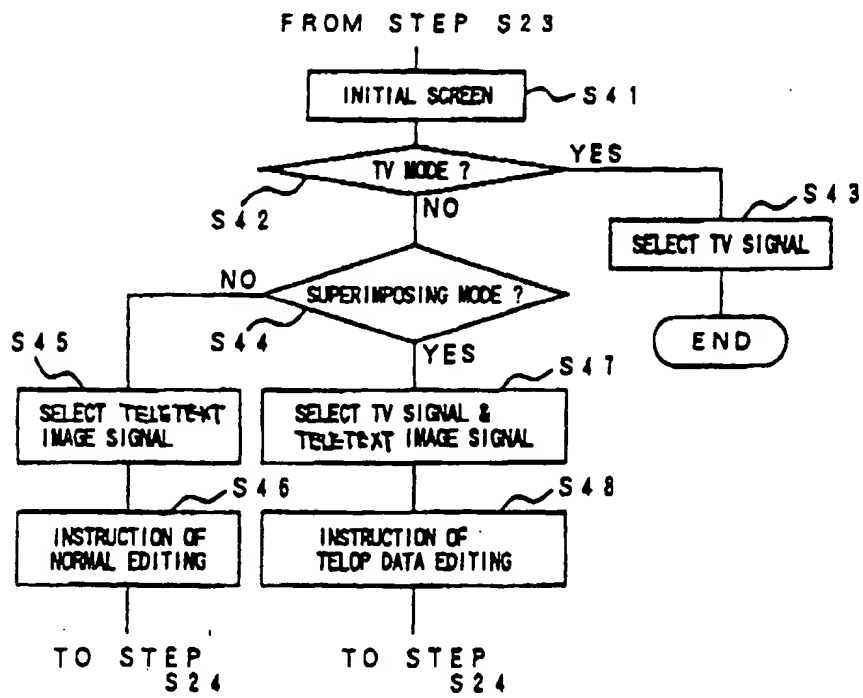 FROM STEP S23
INITIAL SCREEN
S41
TV MODE ?
YES
S42
NO
S43
SELECT TV SIGNAL
END
SUPERIMPOSING MODE ?
NO
S44
YES
S45
SELECT TELETEXT
IMAGE SIGNAL
S47
SELECT TV SIGNAL &
TELETEXT IMAGE SIGNAL
S46
INSTRUCTION OF
NORMAL EDITING
S48
INSTRUCTION OF
TELOP DATA EDITING
TO STEP
S24
TO STEP
S24